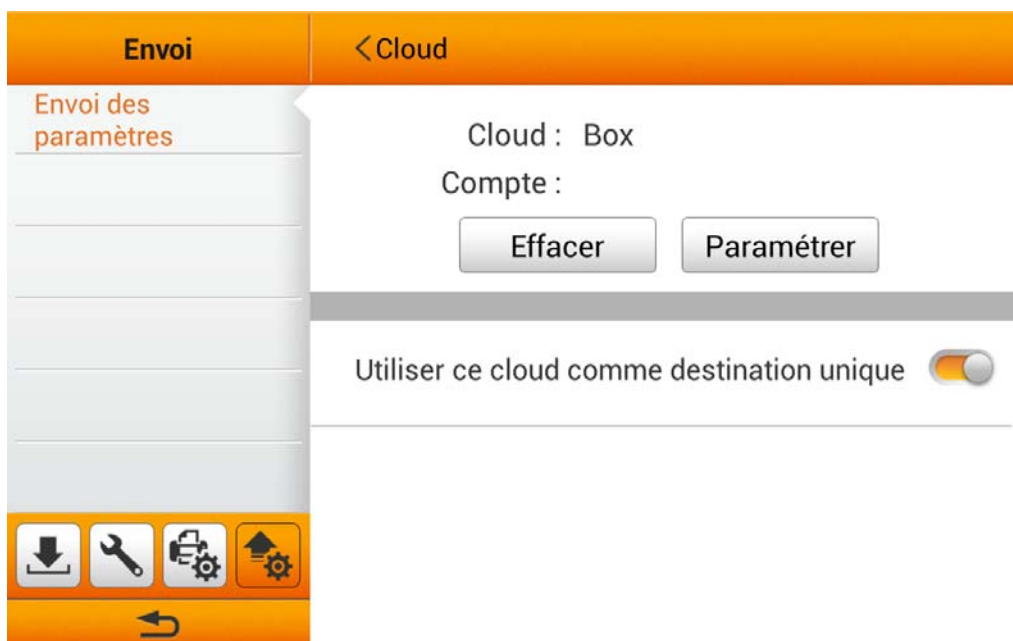 Envoi
<Cloud
Envoi des
paramètres
Cloud : Box
Compte :
Effacer
Paramétrer
Utiliser ce cloud comme destination unique